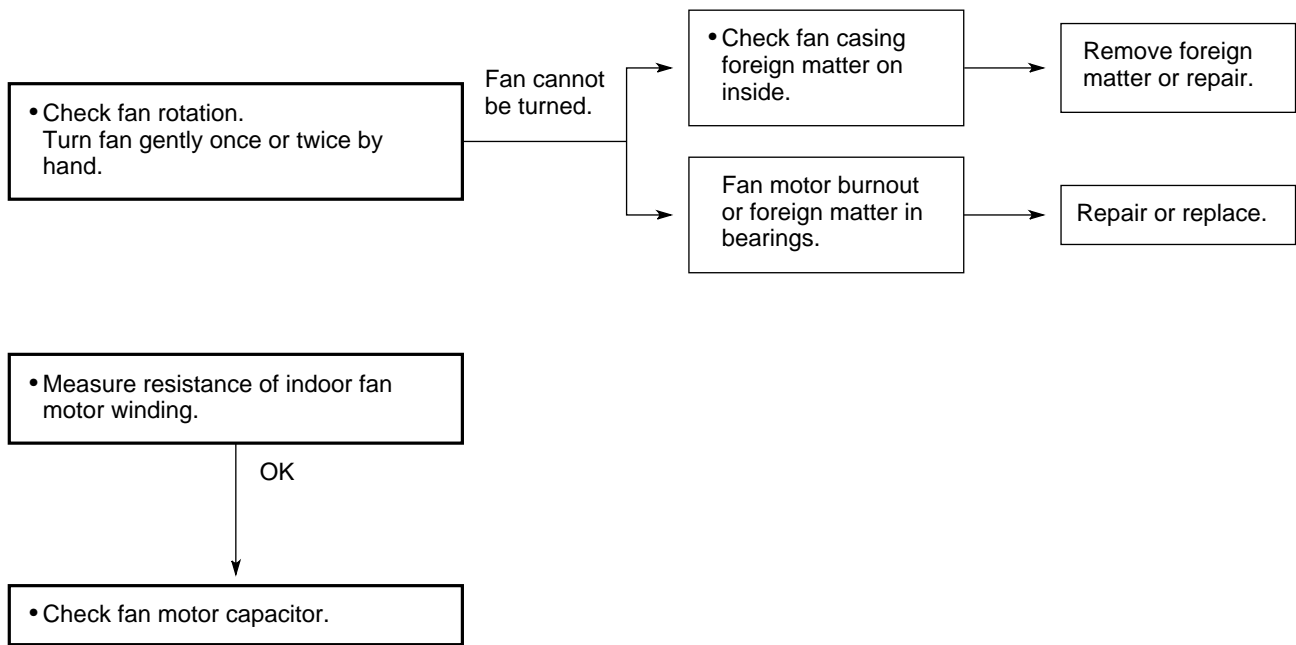 • Check fan rotation.
Turn fan gently once or twice by
hand.
Fan cannot
be turned.
• Check fan casing
foreign matter on
inside.
Remove foreign
matter or repair.
Fan motor burnout
or foreign matter in
bearings.
Repair or replace.
• Measure resistance of indoor fan
motor winding.
OK
• Check fan motor capacitor.